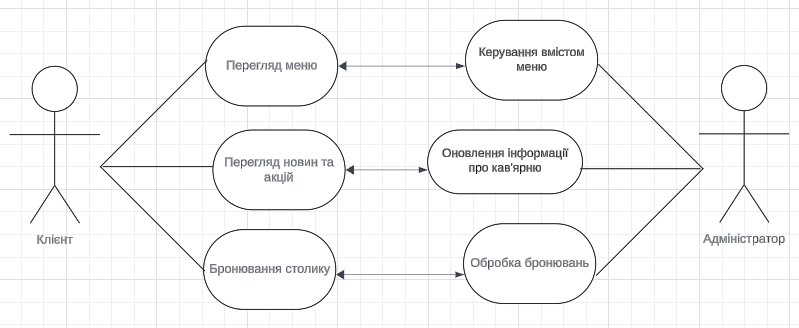 Перегляд меню
Керування вмістом
меню
Перегляд новин та
акцій
Оновлення інформації
про кав'ярню
Клієнт
Адміністратор
Бронювання столику
Обробка бронювань